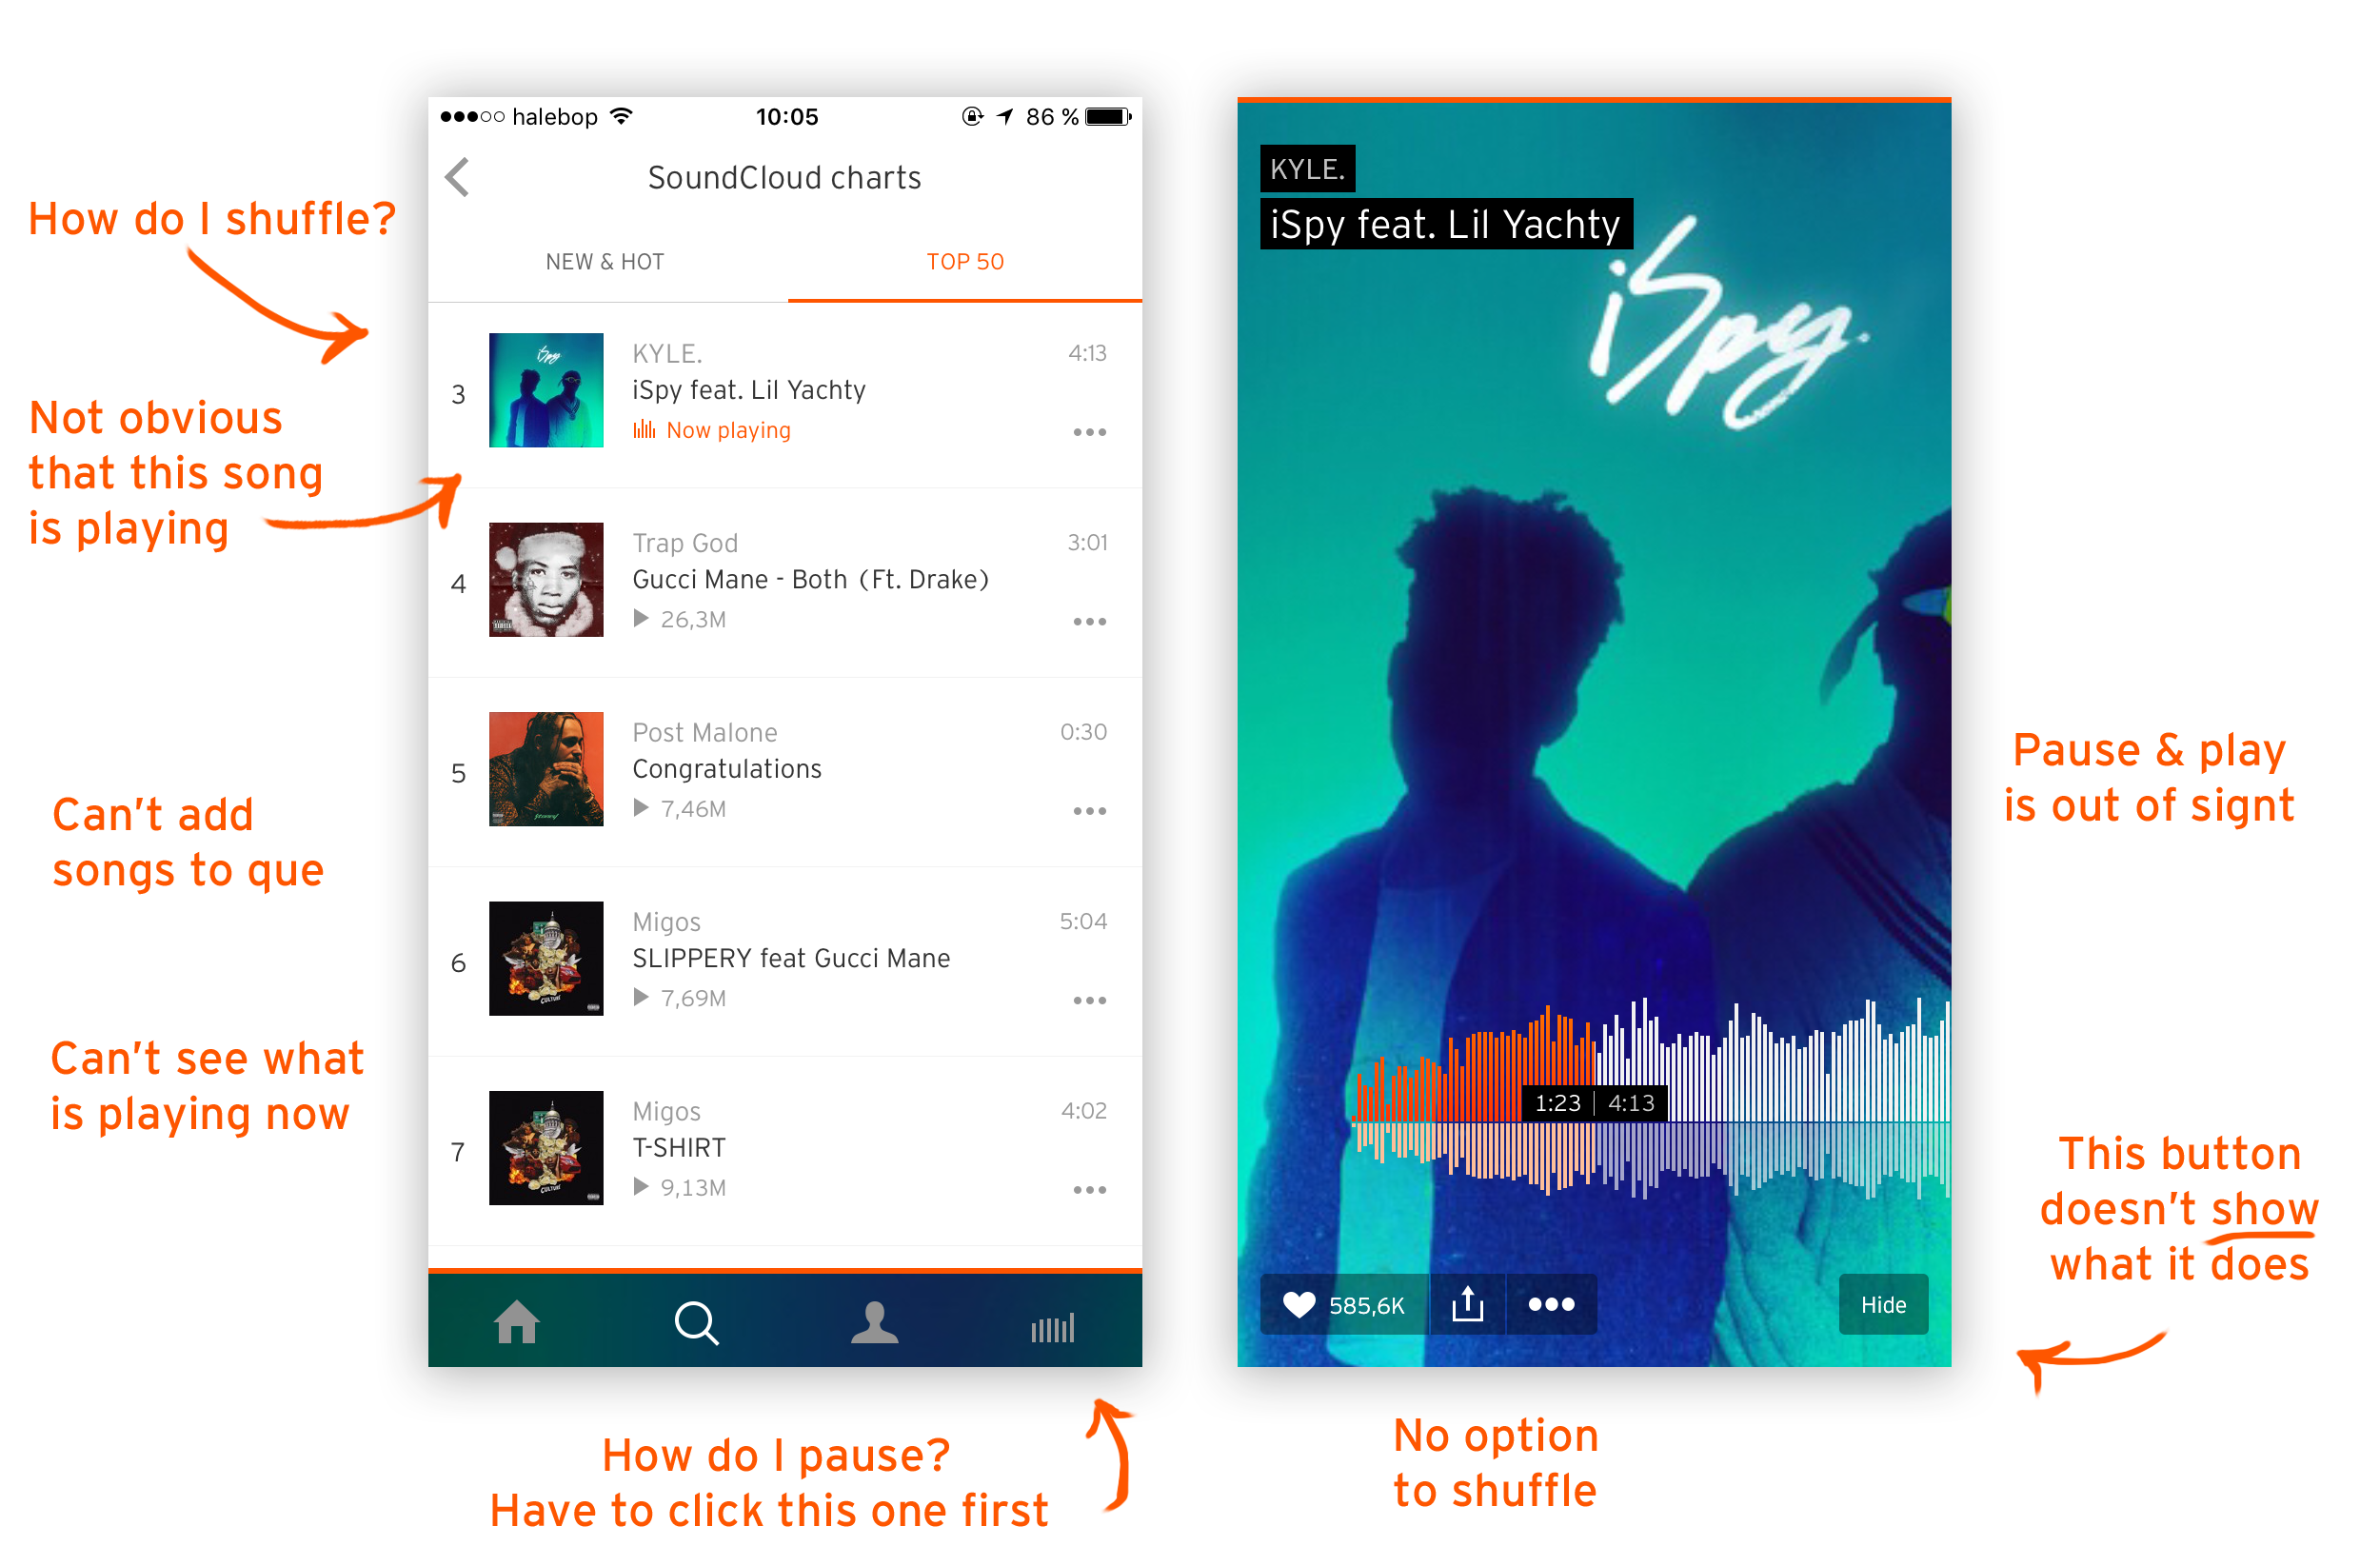 halebop
10:05
86 %
SoundCloud charts
How do I shuffle?
NEW & HOT
TOP 50
3
KYLE.
4:13
iSpy feat. Lil Yachty
Now playing
Not obvious
that this song
is playing
4
Trap God
3:01
Gucci Mane - Both (Ft. Drake)
26,3M
5
Post Malone
0:30
Congratulations
7,46M
Can't add
songs to que
6
Migos
5:04
SLIPPERY feat Gucci Mane
7,69M
Can't see what
is playing now
7
Migos
4:02
T-SHIRT
9,13M
How do I pause?
Have to click this one first
KYLE.
iSpy feat. Lil Yachty
iSpy.
Pause & play
is out of signt
1:23 | 4:13
This button
doesn't show
what it does
585,6K
Hide
No option
to shuffle